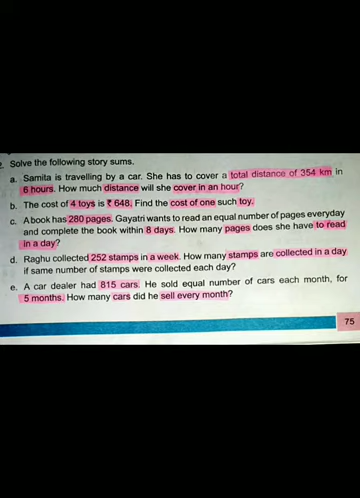 Solve the following story sums.
a. Samita is travelling by a car. She has to cover a total distance of 354 km in
6 hours. How much distance will she cover in an hour?
b. The cost of 4 toys is ₹ 648. Find the cost of one such toy.
c. A book has 280 pages. Gayatri wants to read an equal number of pages everyday
and complete the book within 8 days. How many pages does she have to read
in a day?
d. Raghu collected 252 stamps in a week. How many stamps are collected in a day
if same number of stamps were collected each day?
e. A car dealer had 815 cars. He sold equal number of cars each month, for
5 months. How many cars did he sell every month?
75